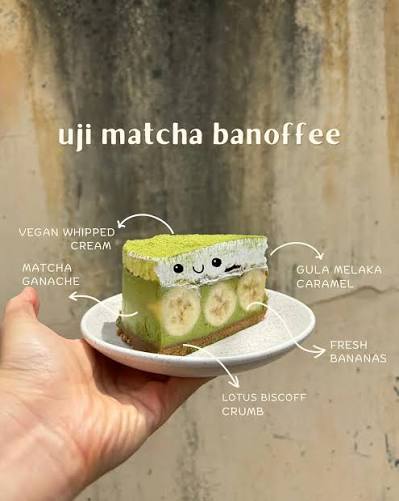 uji matcha banoffee
VEGAN WHIPPED
CREAM
MATCHA
GANACHE
GULA MELAKA
CARAMEL
FRESH
BANANAS
LOTUS BISCOFF
CRUMB